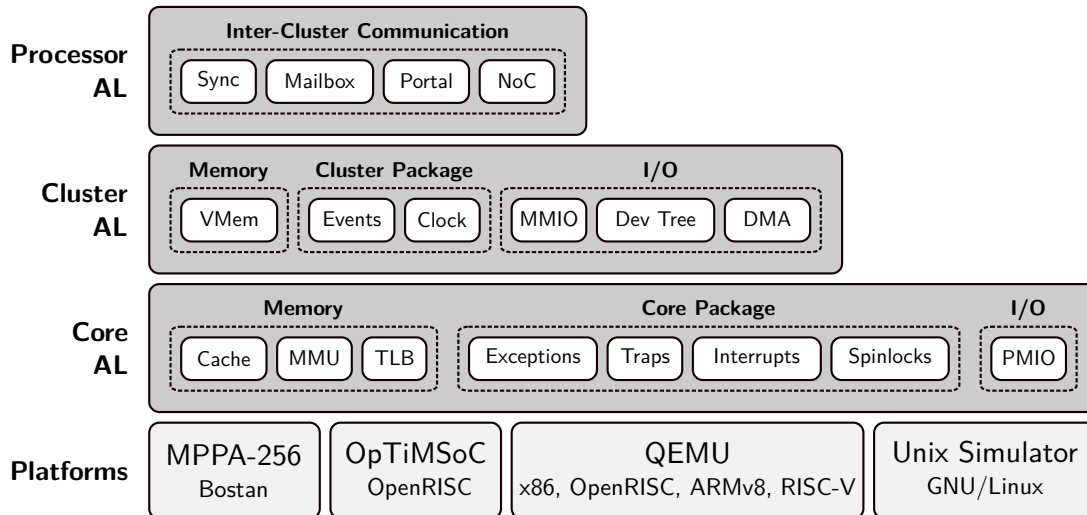 Processor
AL
Inter-Cluster Communication
Sync Mailbox Portal NoC
Cluster
AL
Memory Cluster Package I/O
VMem Events Clock MMIO Dev Tree DMA
Core
AL
Memory Core Package I/O
Cache MMU TLB Exceptions Traps Interrupts Spinlocks PMIO
Platforms
MPPA-256 OpTiMSoC QEMU Unix Simulator
Bostan OpenRISC x86, OpenRISC, ARMv8, RISC-V GNU/Linux